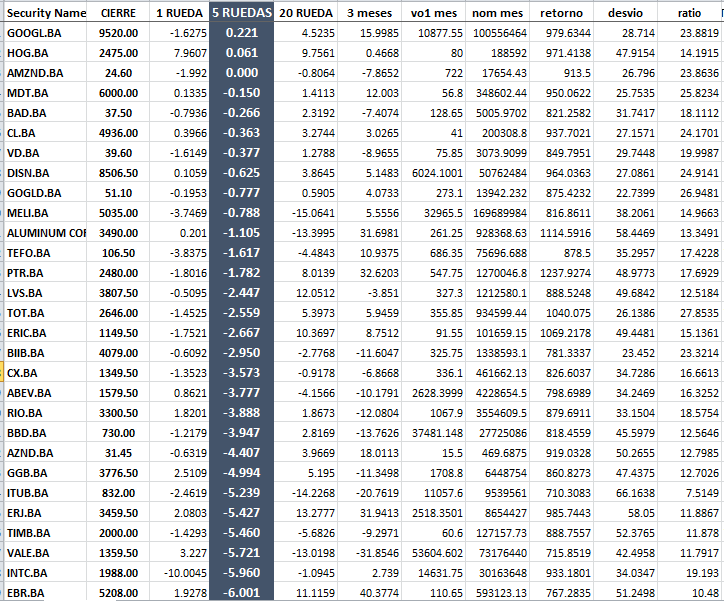 Security Name CIERRE 1 RUEDA 5 RUEDAS 20 RUEDA 3 meses vo1 mes nom mes retorno desvio ratio
GOOGL.BA 9520.00 -1.6275 0.221 4.5235 15.9985 10877.55 100556464 979.6344 28.714 23.8819
HOG.BA 2475.00 7.9607 0.061 9.7561 0.4668 80 188592 971.4138 47.9154 14.1915
AMZND.BA 24.60 -1.992 0.000 -0.8064 -7.8652 722 17654.43 913.5 26.796 23.8636
MDT.BA 6000.00 0.1335 -0.150 1.4113 12.003 56.8 348602.44 950.0622 25.7535 25.8234
BAD.BA 37.50 -0.7936 -0.266 2.3192 -7.4074 128.65 5005.9702 821.2582 31.7417 18.1112
CL.BA 4936.00 0.3966 -0.363 3.2744 3.0265 41 200308.8 937.7021 27.1571 24.1701
VD.BA 39.60 -1.6149 -0.377 1.2788 -8.9655 75.85 3073.9099 849.7951 29.7448 19.9987
DISN.BA 8506.50 0.1059 -0.625 3.8645 5.1483 6024.1001 50762484 964.0363 27.0861 24.9141
GOGLD.BA 51.10 -0.1953 -0.777 0.5905 4.0733 273.1 13942.232 875.4232 22.7399 26.9481
MELI.BA 5035.00 -3.7469 -0.788 -15.0641 5.5556 32965.5 169689984 816.8611 38.2061 14.9663
ALUMINUM COF 3490.00 0.201 -1.105 -13.3995 31.6981 261.25 928368.63 1114.5916 58.4469 13.3491
TEFO.BA 106.50 -3.8375 -1.617 -4.4843 10.9375 686.35 75696.688 878.5 35.2957 17.4228
PTR.BA 2480.00 -1.8016 -1.782 8.0139 32.6203 547.75 1270046.8 1237.9274 48.9773 17.6929
LVS.BA 3807.50 -0.5095 -2.447 12.0512 -3.851 327.3 1212580.1 888.5248 49.6842 12.5184
TOT.BA 2646.00 -1.4525 -2.559 5.3973 5.9459 355.85 934599.44 1040.075 26.1386 27.8535
ERIC.BA 1149.50 -1.7521 -2.667 10.3697 8.7512 91.55 101659.15 1069.2178 49.4481 15.1361
BIIB.BA 4079.00 -0.6092 -2.950 -2.7768 -11.6047 325.75 1338593.1 781.3337 23.452 23.3214
CX.BA 1349.50 -1.3523 -3.573 -0.9178 -6.8668 336.1 461662.13 826.6037 34.7286 16.6613
ABEV.BA 1579.50 0.8621 -3.777 -4.1566 -10.1791 2628.3999 4228654.5 798.6989 34.2469 16.3252
RIO.BA 3300.50 1.8201 -3.888 1.8673 -12.0804 1067.9 3554609.5 879.6911 33.1504 18.5754
BBD.BA 730.00 -1.2179 -3.947 2.8169 -13.7626 37481.148 27725086 818.4559 45.5979 12.5646
AZND.BA 31.45 -0.6319 -4.407 3.9669 18.0113 15.5 469.6875 919.0328 50.2655 12.7985
GGB.BA 3776.50 2.5109 -4.994 5.195 -11.3498 1708.8 6448754 860.8273 47.4375 12.7026
ITUB.BA 832.00 -2.4619 -5.239 -14.2268 -20.7619 11057.6 9539561 710.3083 66.1638 7.5149
ERJ.BA 3459.50 2.0803 -5.427 13.2777 31.9413 2518.3501 8654427 985.7443 58.05 11.8867
TIMB.BA 2000.00 -1.4293 -5.460 -5.6826 -9.2971 60.6 127157.73 888.7557 52.3765 11.878
VALE.BA 1359.50 3.227 -5.721 -13.0198 -31.8546 53604.602 73176440 715.8519 42.4958 11.7917
INTC.BA 1988.00 -10.0045 -5.960 -1.0945 2.739 14631.75 30163648 933.1801 34.0347 19.193
EBR.BA 5208.00 1.9278 -6.001 11.1159 40.3774 110.65 593123.13 767.2835 51.2498 10.48